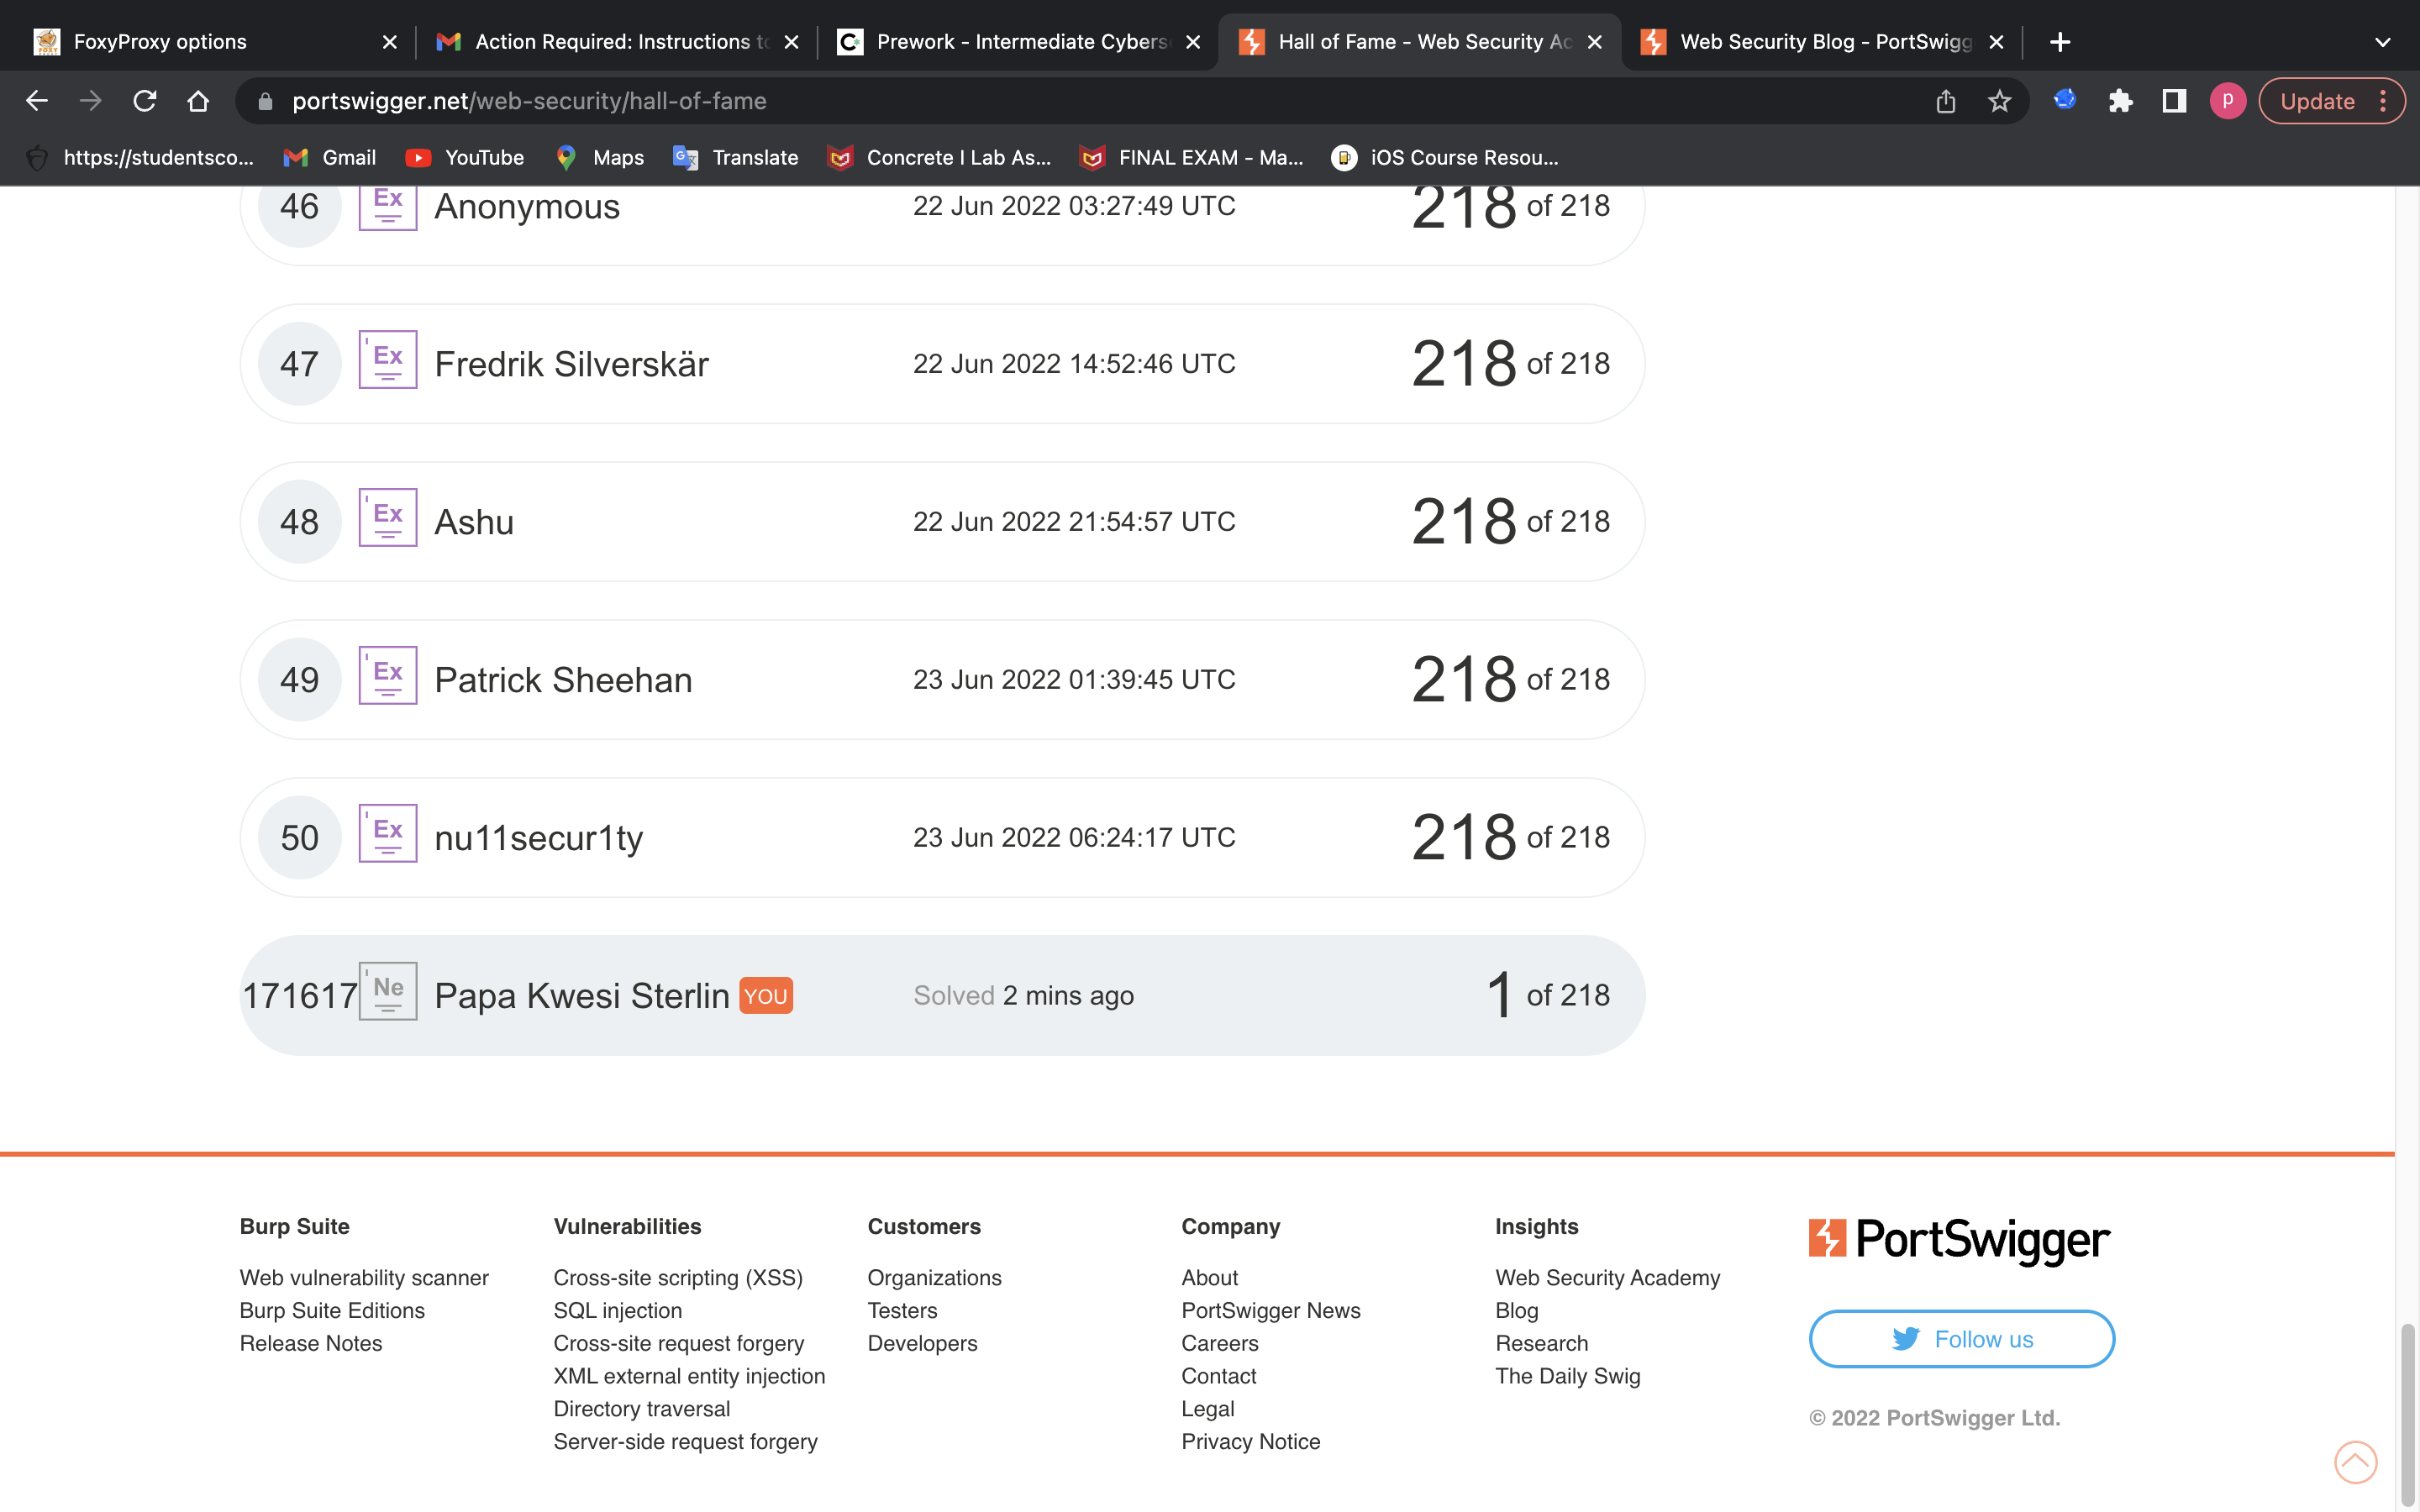 FoxyProxy options
Action Required: Instructions to
Prework - Intermediate Cybers
Hall of Fame - Web Security Ac
Web Security Blog - PortSwigg
portswigger.net/web-security/hall-of-fame
p
Update
https://studentsco...
Gmail
YouTube
Maps
Translate
Concrete I Lab As...
FINAL EXAM - Ma...
iOS Course Resou...
46 Ex Anonymous 22 Jun 2022 03:27:49 UTC 218 of 218
47 Ex Fredrik Silverskär 22 Jun 2022 14:52:46 UTC 218 of 218
48 Ex Ashu 22 Jun 2022 21:54:57 UTC 218 of 218
49 Ex Patrick Sheehan 23 Jun 2022 01:39:45 UTC 218 of 218
50 Ex nu11secur1ty 23 Jun 2022 06:24:17 UTC 218 of 218
171617 Ne Papa Kwesi Sterlin YOU Solved 2 mins ago 1 of 218
Burp Suite
Web vulnerability scanner
Burp Suite Editions
Release Notes
Vulnerabilities
Cross-site scripting (XSS)
SQL injection
Cross-site request forgery
XML external entity injection
Directory traversal
Server-side request forgery
Customers
Organizations
Testers
Developers
Company
About
PortSwigger News
Careers
Contact
Legal
Privacy Notice
Insights
Web Security Academy
Blog
Research
The Daily Swig
PortSwigger
Follow us
© 2022 PortSwigger Ltd.